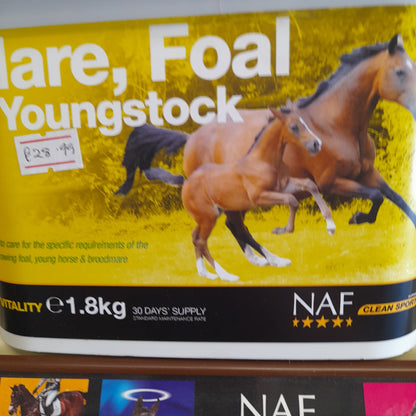 Mare, Foal
Youngstock
£28.99
to care for the specific requirements of the
growing foal, young horse & broodmare
VITALITY ℮1.8kg 30 DAYS' SUPPLY
STANDARD MAINTENANCE RATE
NAF
CLEAN SPORT
NAF